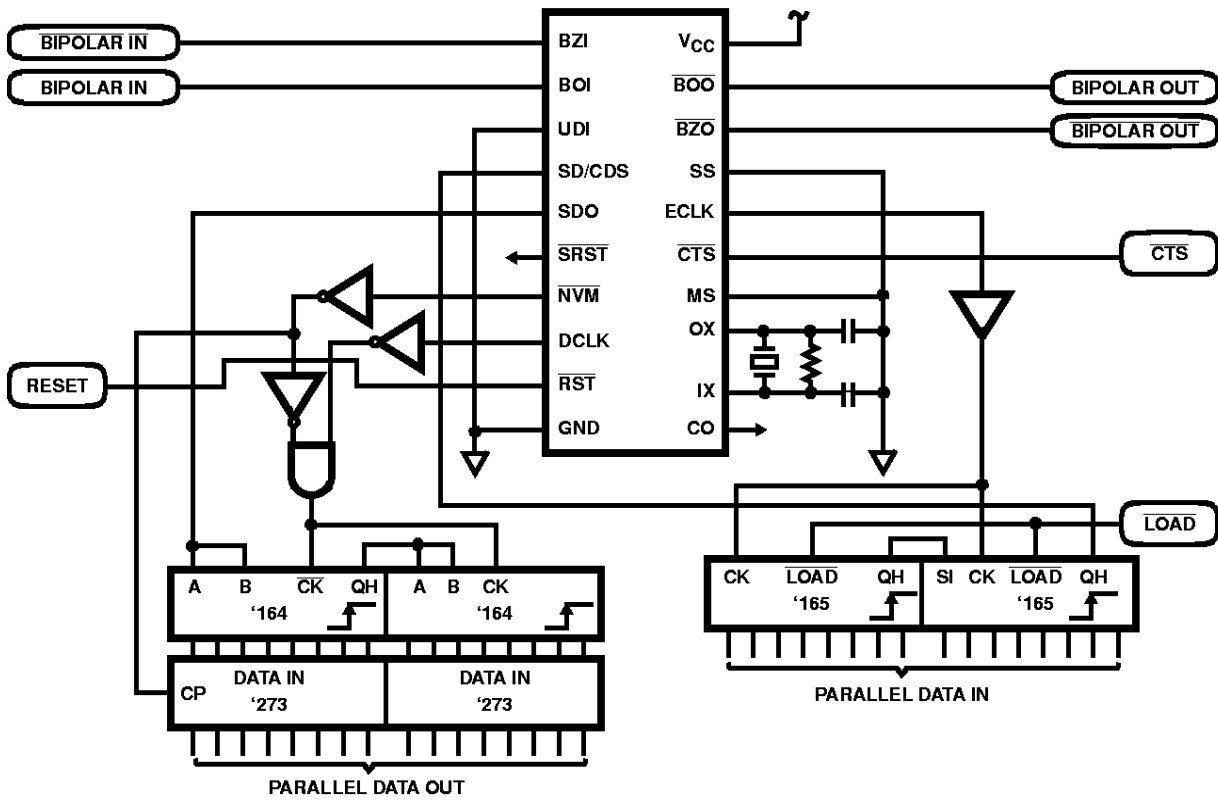 BIPOLAR IN
BIPOLAR IN
UDI
BZI
BOI
SD/CDS
SDO
SRST
NVM
DCLK
RST
GND
VCC
BOO
BZO
SS
ECLK
CTS
MS
OX
IX
CO
BIPOLAR OUT
BIPOLAR OUT
CTS
RESET
LOAD
A B CK QH A B CK
‘164 ‘164
DATA IN DATA IN
CP ‘273 ‘273
PARALLEL DATA OUT
CK LOAD QH SI CK LOAD QH
‘165 ‘165
PARALLEL DATA IN